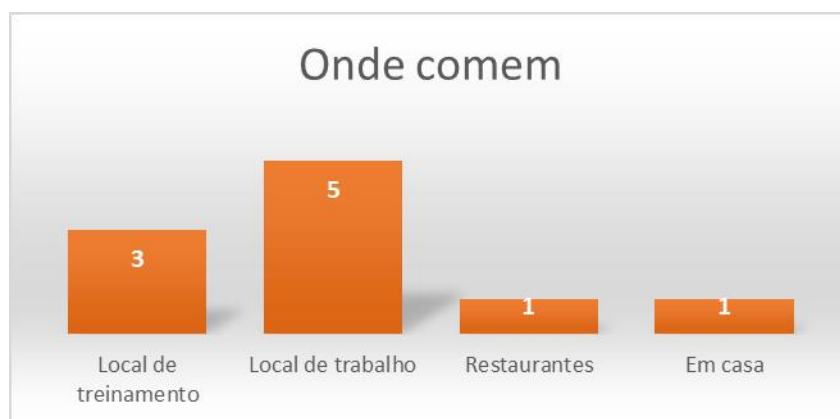 Onde comem
3
5
1
1
Local de
treinamento
Local de trabalho
Restaurantes
Em casa